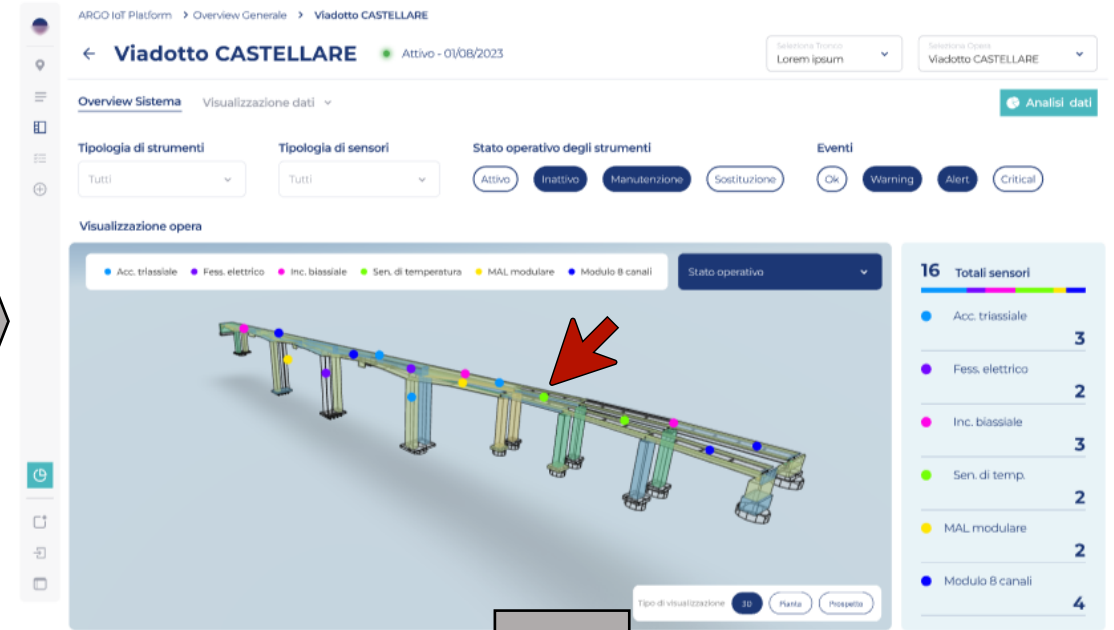 ARGO IoT Platform > Overview Generale > Viadotto CASTELLARE
← Viadotto CASTELLARE Attivo - 01/08/2023
Seleziona Tronco
Lorem ipsum
Seleziona Opera
Viadotto CASTELLARE
Overview Sistema Visualizzazione dati
Analisi dati
Tipologia di strumenti
Tutti
Tipologia di sensori
Tutti
Stato operativo degli strumenti
Attivo Inattivo Manutenzione Sostituzione
Eventi
Ok Warning Alert Critical
Visualizzazione opera
Acc. triassiale Fess. elettrico Inc. biassiale Sen. di temperatura MAL modulare Modulo 8 canali
Stato operativo
16 Totali sensori
Acc. triassiale
3
Fess. elettrico
2
Inc. biassiale
3
Sen. di temp.
2
MAL modulare
2
Modulo 8 canali
4
Tipo di visualizzazione 3D Pianta Prospetto